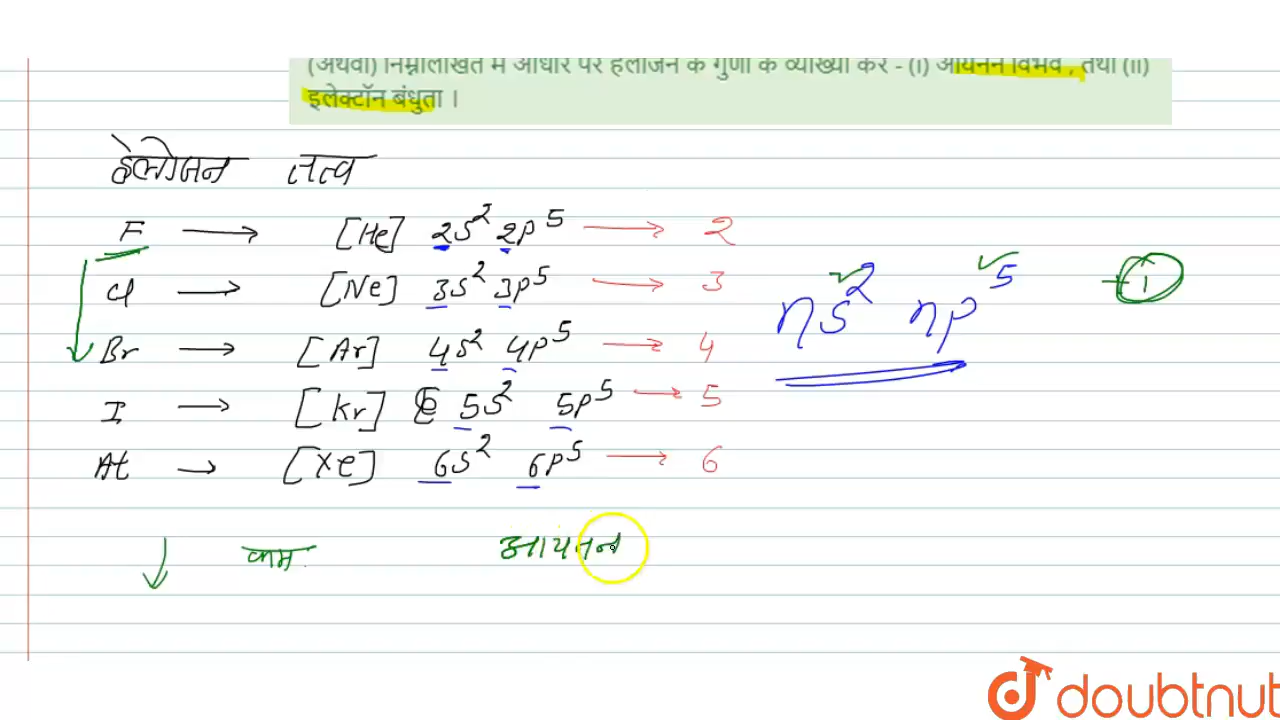 (अथवा) निम्नलिखित में आधार पर हैलोजन के गुणों की व्याख्या करें - (i) आयनन विभव , तथा (ii)
इलेक्टॉन बंधुता ।
हैलोजन तत्व
F → [He] 2s² 2p⁵ → 2
Cl → [Ne] 3s² 3p⁵ → 3
Br → [Ar] 4s² 4p⁵ → 4
I → [Kr] 5s² 5p⁵ → 5
At → [Xe] 6s² 6p⁵ → 6
ns² np⁵
-1
↓ कम आयनन
doubtnut